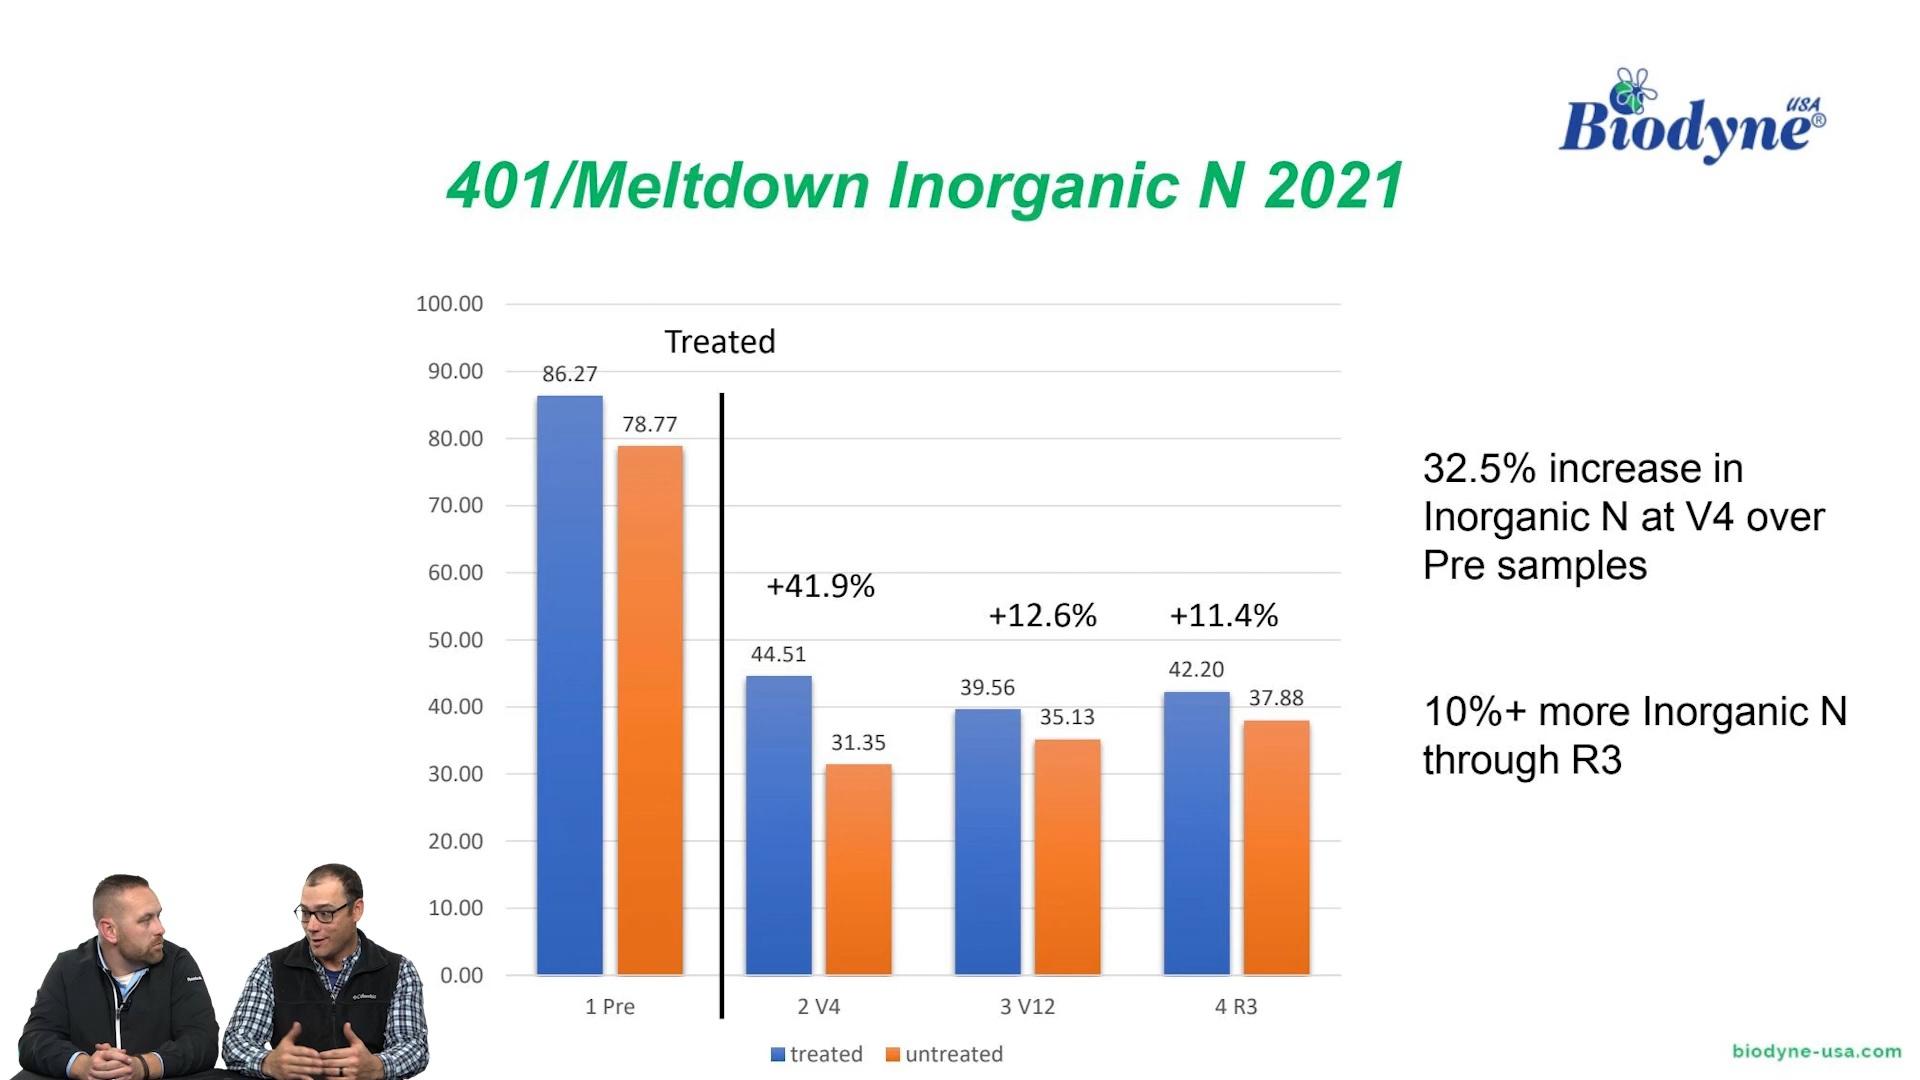 Biodyne USA®
401/Meltdown Inorganic N 2021
100.00
90.00
80.00
70.00
60.00
50.00
40.00
30.00
20.00
10.00
0.00
Treated
86.27
78.77
+41.9%
44.51
31.35
+12.6%
39.56
35.13
+11.4%
42.20
37.88
1 Pre
2 V4
3 V12
4 R3
treated
untreated
32.5% increase in
Inorganic N at V4 over
Pre samples
10%+ more Inorganic N
through R3
Columbia
biodyne-usa.com